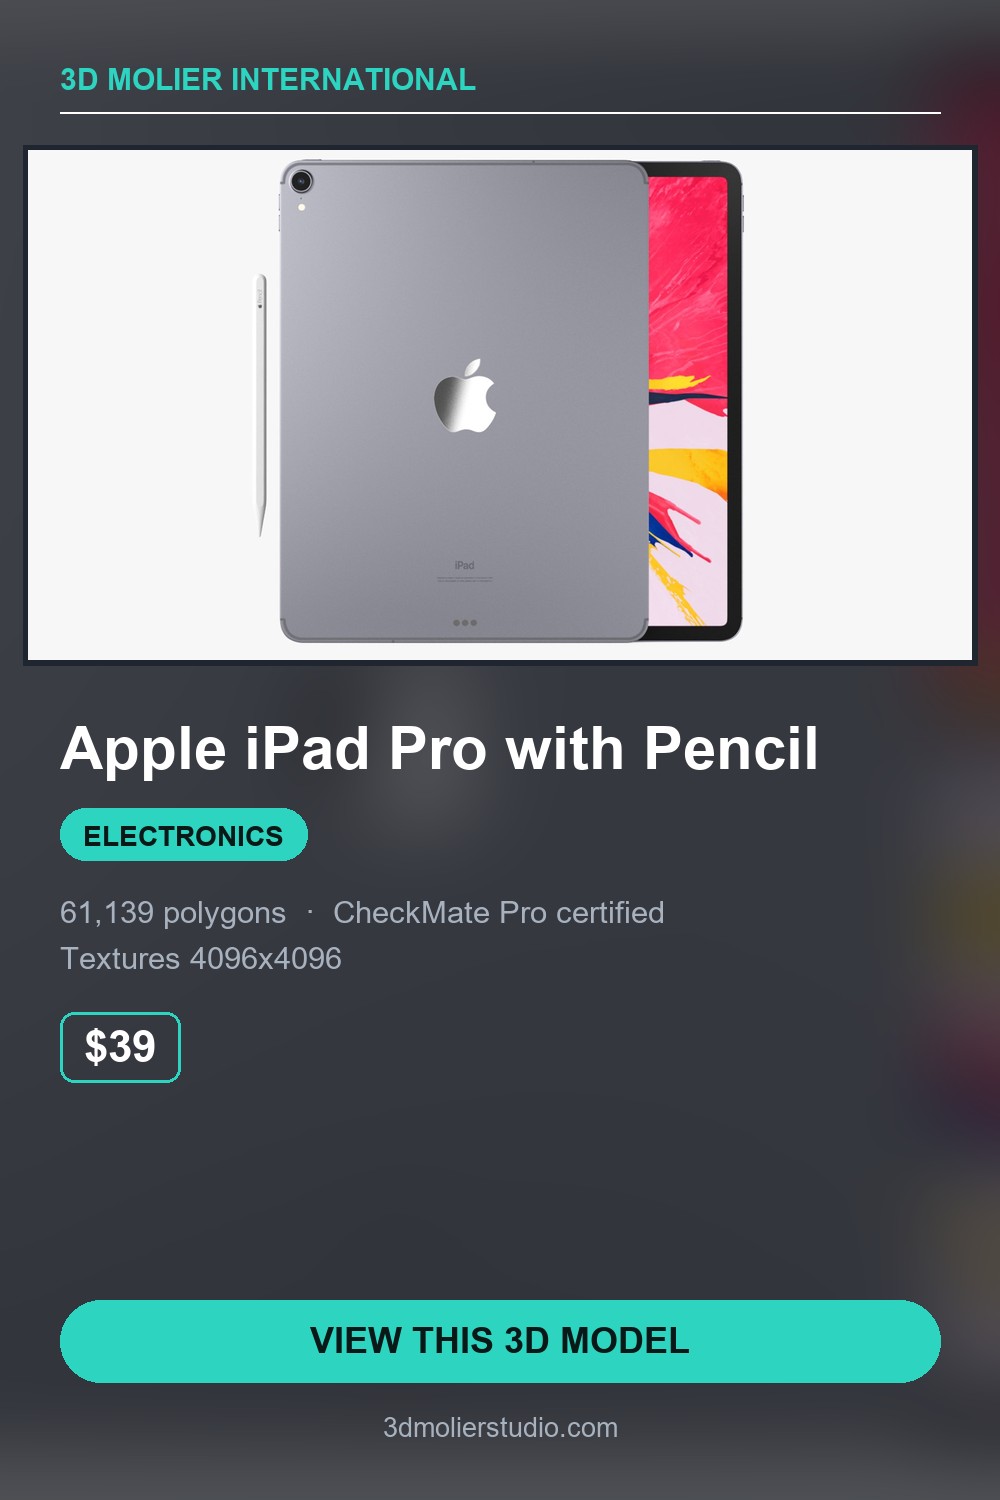 3D MOLIER INTERNATIONAL
iPad
Apple iPad Pro with Pencil
ELECTRONICS
61,139 polygons · CheckMate Pro certified
Textures 4096x4096
$39
VIEW THIS 3D MODEL
3dmolierstudio.com